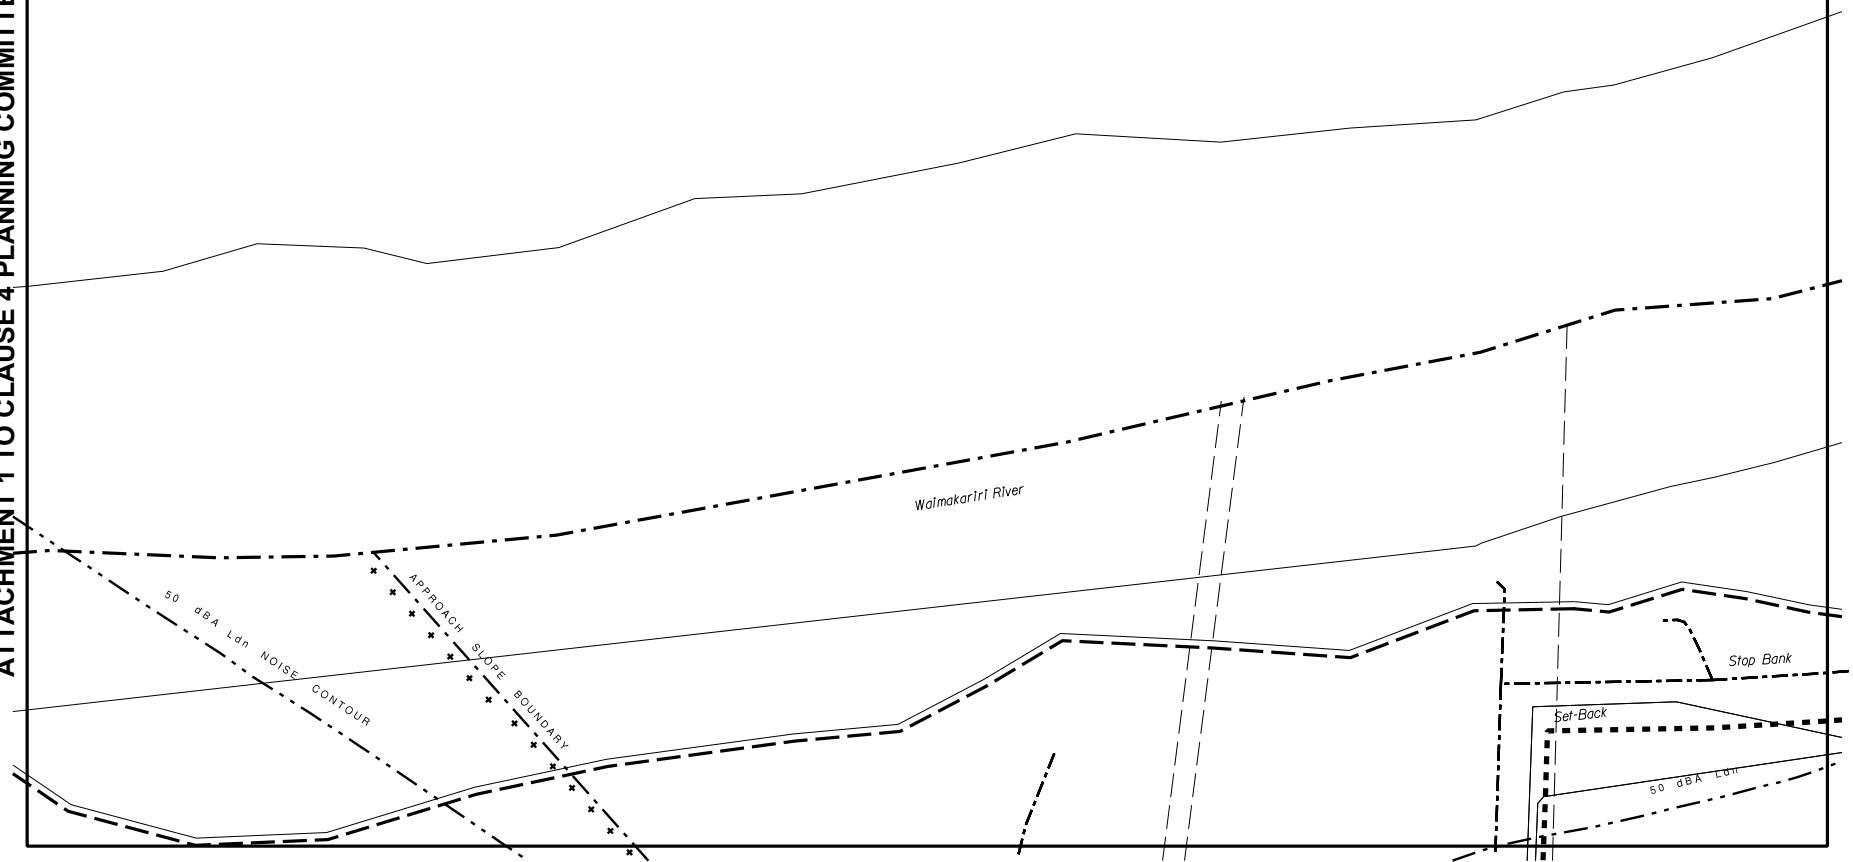 ATTACHMENT 1 TO CLAUSE 4 PLANNING COMMITTE
Waimakariri River
50 dBA Ldn NOISE CONTOUR
APPROACH SLOPE BOUNDARY
Stop Bank
Set-Back
50 dBA Ldn